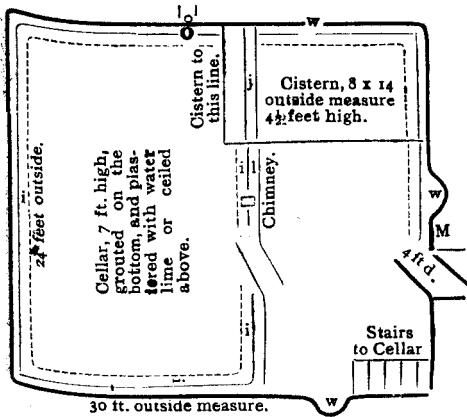 W
Cistern to
this line.
Cistern, 8 x 14
outside measure
4½ feet high.
24 feet outside.
Cellar, 7 ft. high,
grouted on the
bottom, and plas-
tered with water
lime or ceiled
above.
Chimney.
W
M
4 ft d.
Stairs
to Cellar
W
30 ft. outside measure.